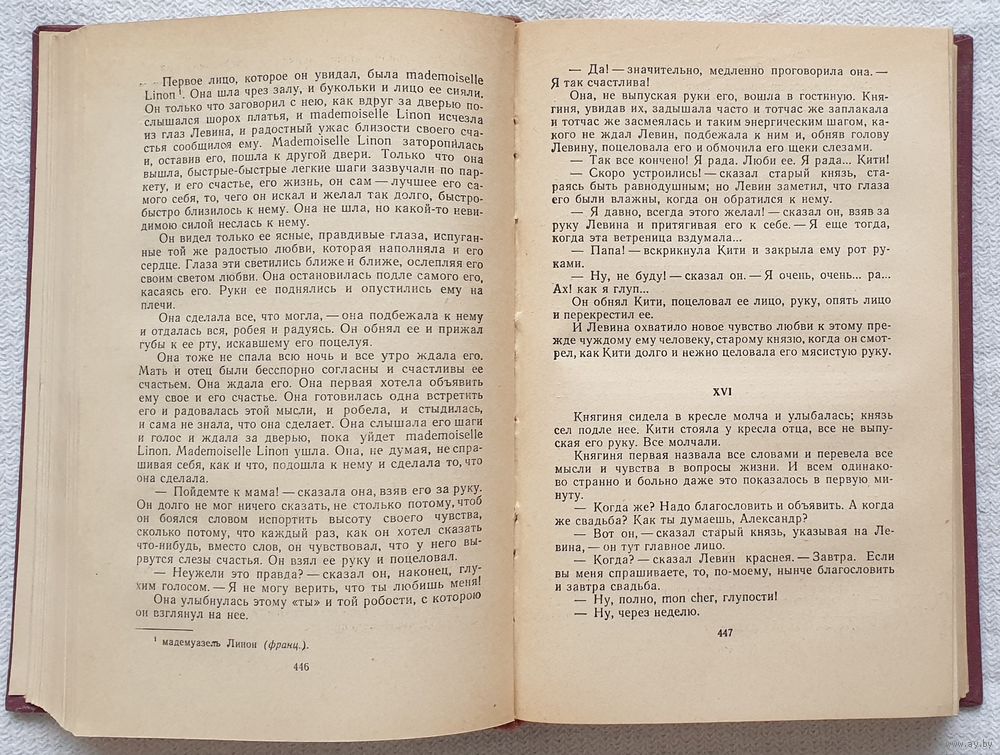 — Первое лицо, которое он увидал, была mademoiselle
Linon¹. Она шла чрез залу, и букольки и лицо ее сияли.
Он только что заговорил с нею, как вдруг за дверью по-
слышался шорох платья, и mademoiselle Linon исчезла
из глаз Левина, и радостный ужас близости своего сча-
стья сообщился ему. Mademoiselle Linon заторопилась
и, оставив его, пошла к другой двери. Только что она
вышла, быстрые-быстрые легкие шаги зазвучали по пар-
кету, и его счастье, его жизнь, он сам — лучшее его са-
мого себя, то, чего он искал и желал так долго, быстро-
быстро близилось к нему. Она не шла, но какой-то неви-
димою силой неслась к нему.
Он видел только ее ясные, правдивые глаза, испуган-
ные той же радостью любви, которая наполняла и его
сердце. Глаза эти светились ближе и ближе, ослепляя его
своим светом любви. Она остановилась подле самого его,
касаясь его. Руки ее поднялись и опустились ему на
плечи.
Она сделала все, что могла, — она подбежала к нему
и отдалась вся, робея и радуясь. Он обнял ее и прижал
губы к ее рту, искавшему его поцелуя.
Она тоже не спала всю ночь и все утро ждала его.
Мать и отец были бесспорно согласны и счастливы ее
счастьем. Она ждала его. Она первая хотела объявить
ему свое и его счастье. Она готовилась одна встретить
его и радовалась этой мысли, и робела, и стыдилась,
и сама не знала, что она сделает. Она слышала его шаги
и голос и ждала за дверью, пока уйдет mademoiselle
Linon. Mademoiselle Linon ушла. Она, не думая, не спра-
шивая себя, как и что, подошла к нему и сделала то, что
она сделала.
— Пойдемте к мама! — сказала она, взяв его за руку.
Он долго не мог ничего сказать, не столько потому, чтоб
он боялся словом испортить высоту своего чувства,
сколько потому, что каждый раз, как он хотел сказать
что-нибудь, вместо слов, он чувствовал, что у него вы-
рвутся слезы счастья. Он взял ее руку и поцеловал.
— Неужели это правда? — сказал он, наконец, глу-
хим голосом. — Я не могу верить, что ты любишь меня!
Она улыбнулась этому «ты» и той робости, с которою
он взглянул на нее.
¹ мадемуазель Линон (франц.).
446
— Да! — значительно, медленно проговорила она. —
Я так счастлива!
Она, не выпуская руки его, вошла в гостиную. Кня-
гиня, увидав их, задышала часто и тотчас же заплакала
и тотчас же засмеялась и таким энергическим шагом, ка-
кого не ждал Левин, подбежала к ним и, обняв голову
Левину, поцеловала его и обмочила его щеки слезами.
— Так все кончено! Я рада. Люби ее. Я рада... Кити!
— Скоро устроились! — сказал старый князь, ста-
раясь быть равнодушным; но Левин заметил, что глаза
его были влажны, когда он обратился к нему.
— Я давно, всегда этого желал! — сказал он, взяв за
руку Левина и притягивая его к себе. — Я еще тогда,
когда эта ветреница вздумала...
— Папа! — вскрикнула Кити и закрыла ему рот ру-
ками.
— Ну, не буду! — сказал он. — Я очень, очень... ра...
Ах! как я глуп...
Он обнял Кити, поцеловал ее лицо, руку, опять лицо
и перекрестил ее.
И Левина охватило новое чувство любви к этому пре-
жде чуждому ему человеку, старому князю, когда он смот-
рел, как Кити долго и нежно целовала его мясистую руку.
XVI
Княгиня сидела в кресле молча и улыбалась; князь
сел подле нее. Кити стояла у кресла отца, все не выпу-
ская его руку. Все молчали.
Княгиня первая назвала все словами и перевела все
мысли и чувства в вопросы жизни. И всем одинако-
во странно и больно даже это показалось в первую ми-
нуту.
— Когда же? Надо благословить и объявить. А когда
же свадьба? Как ты думаешь, Александр?
— Вот он, — сказал старый князь, указывая на Ле-
вина, — он тут главное лицо.
— Когда? — сказал Левин краснея. — Завтра. Если
вы меня спрашиваете, то, по-моему, нынче благословить
и завтра свадьба.
— Ну, полно, mon cher, глупости!
— Ну, через неделю.
447
www.ay.by